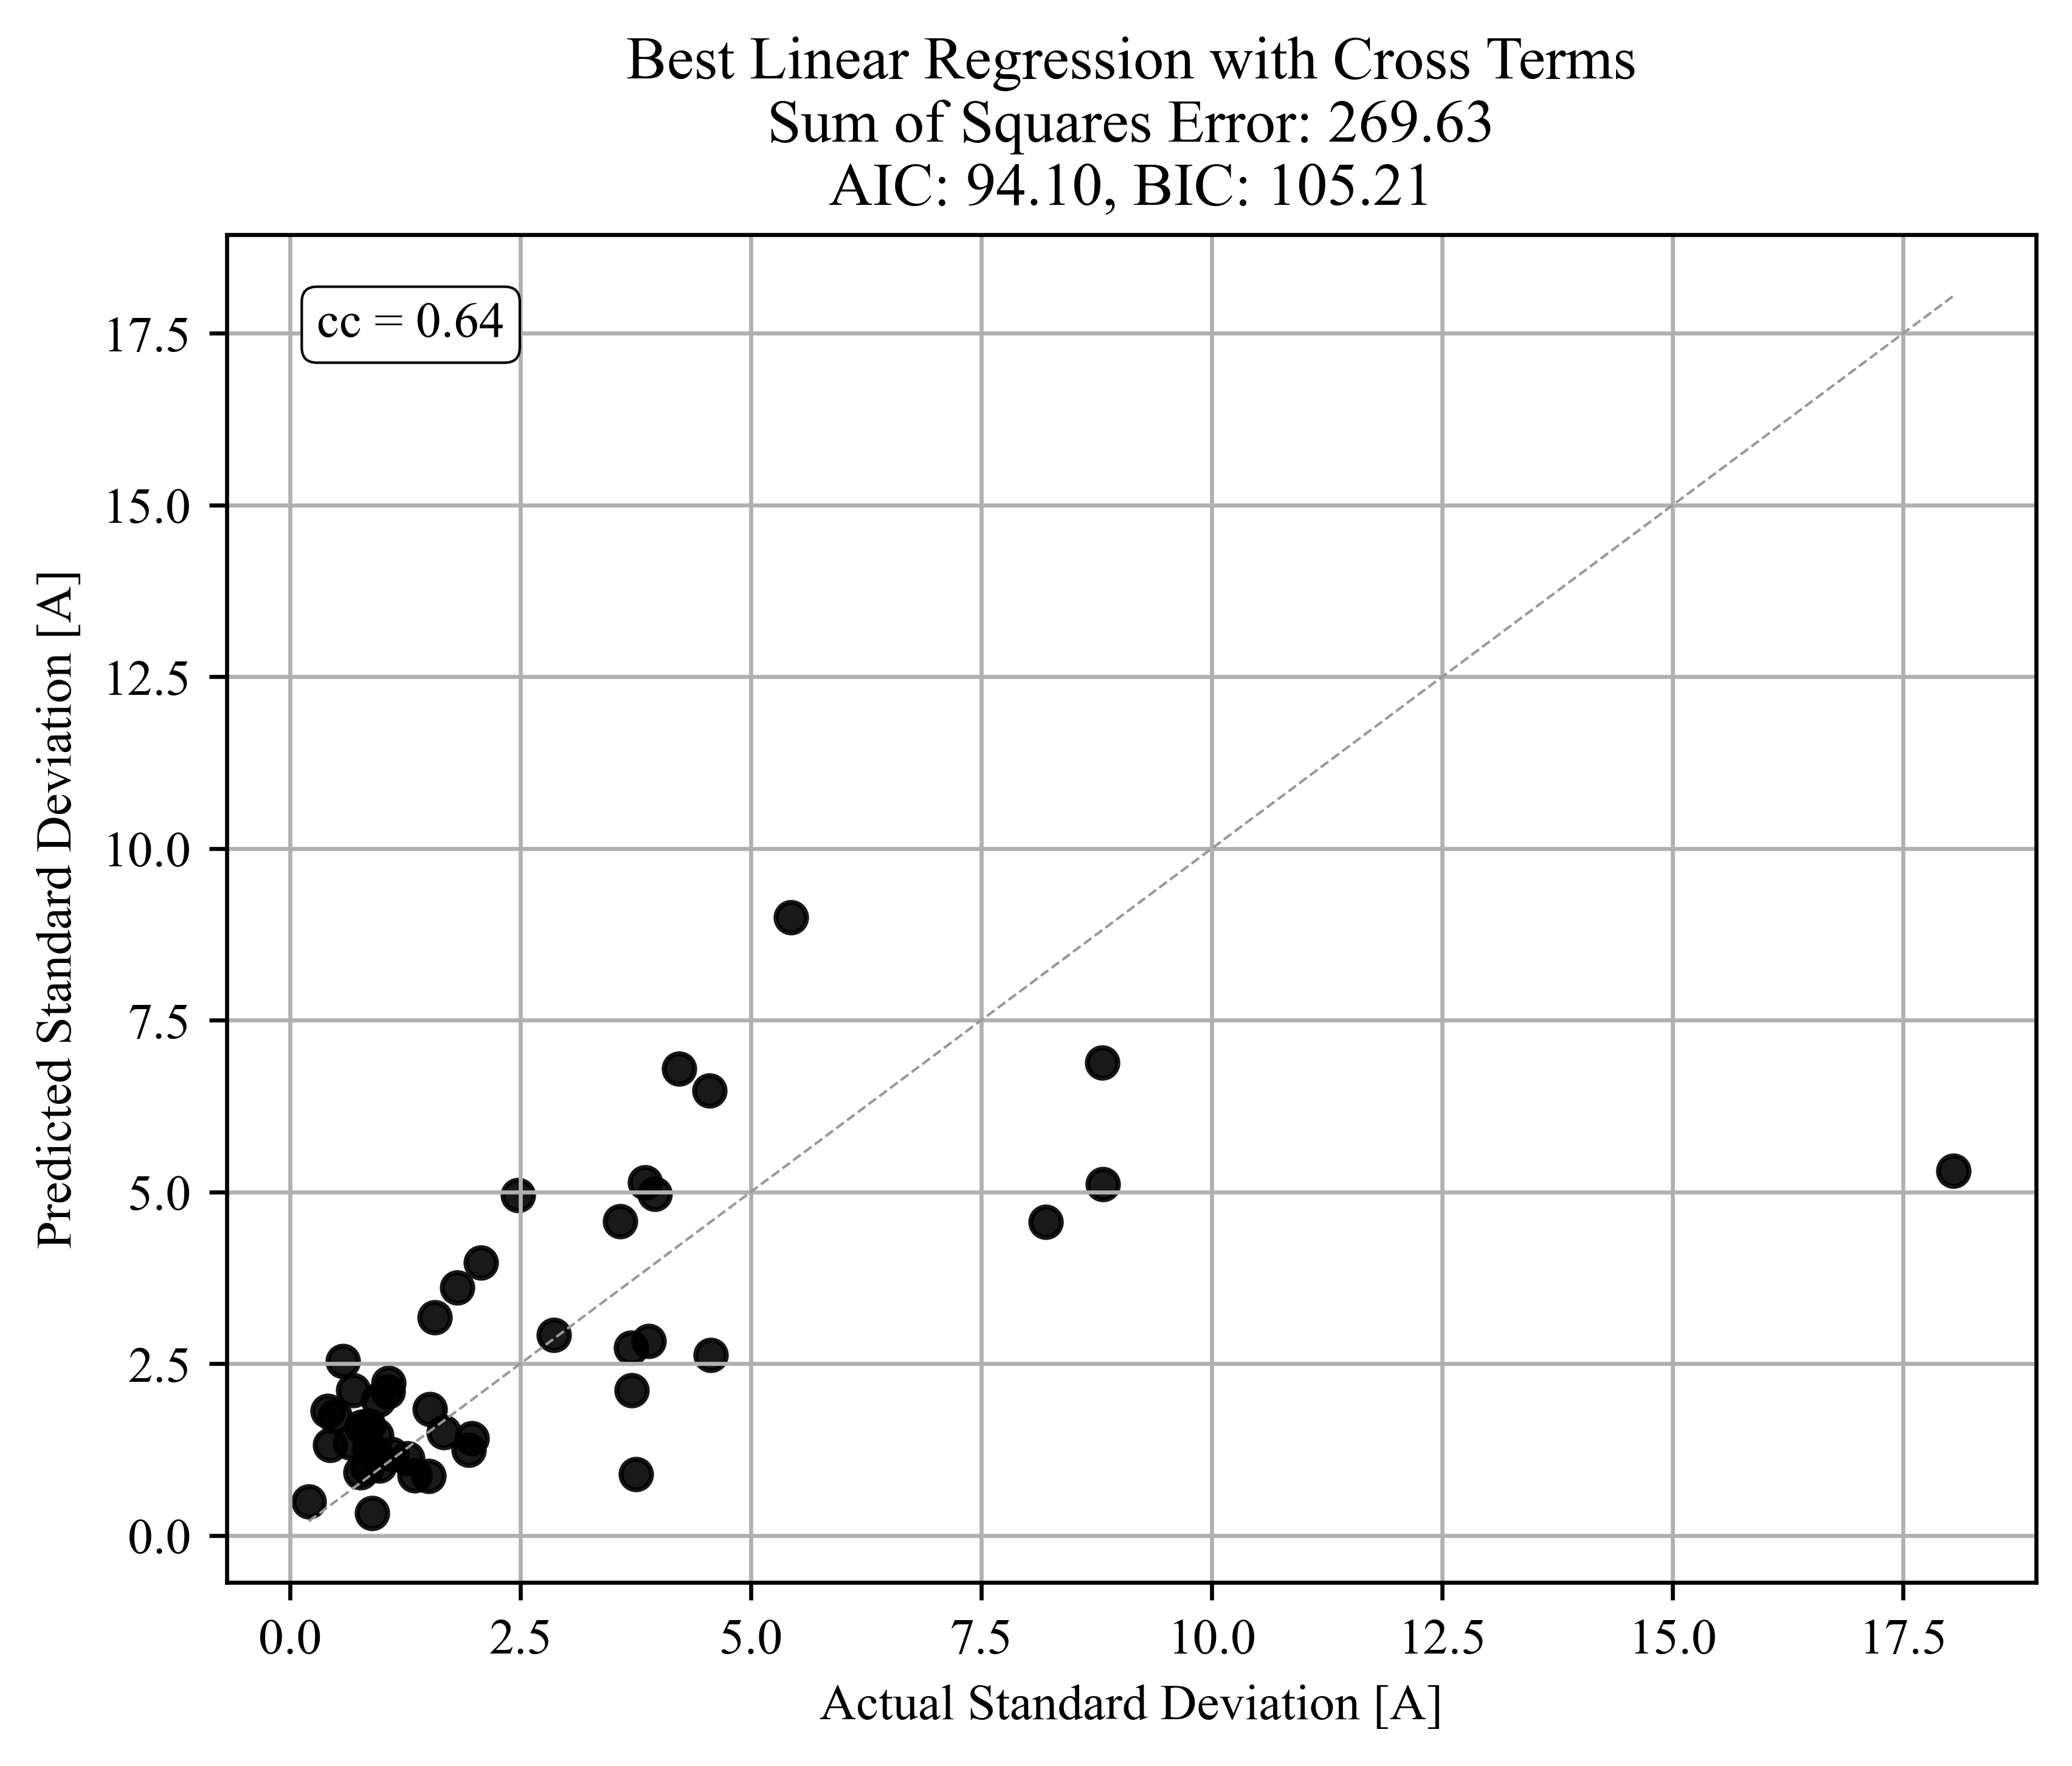 Best Linear Regression with Cross Terms
Sum of Squares Error: 269.63
AIC: 94.10, BIC: 105.21
cc = 0.64
Predicted Standard Deviation [A]
17.5
15.0
12.5
10.0
7.5
5.0
2.5
0.0
0.0 2.5 5.0 7.5 10.0 12.5 15.0 17.5
Actual Standard Deviation [A]